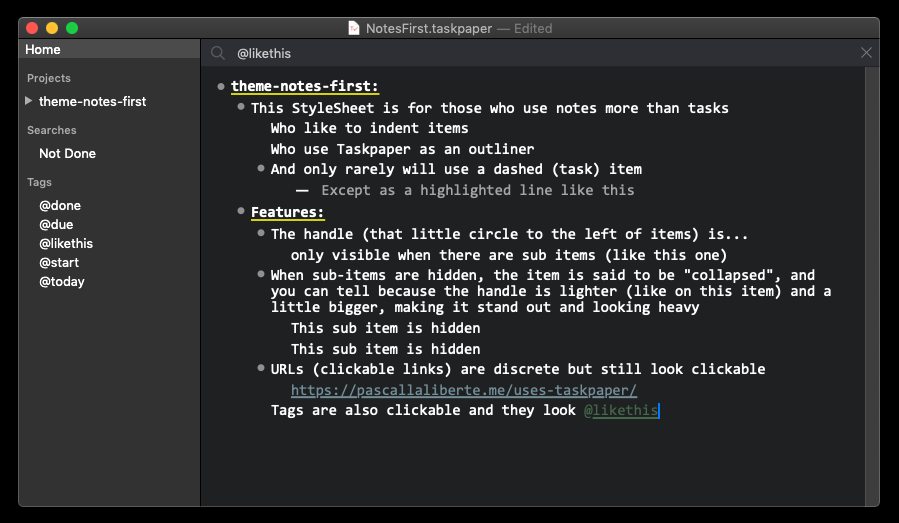 NotesFirst.taskpaper — Edited
Home
Projects
theme-notes-first
Searches
Not Done
Tags
@done
@due
@likethis
@start
@today
@likethis
theme-notes-first:
This StyleSheet is for those who use notes more than tasks
Who like to indent items
Who use Taskpaper as an outliner
And only rarely will use a dashed (task) item
— Except as a highlighted line like this
Features:
The handle (that little circle to the left of items) is...
only visible when there are sub items (like this one)
When sub-items are hidden, the item is said to be "collapsed", and
you can tell because the handle is lighter (like on this item) and a
little bigger, making it stand out and looking heavy
This sub item is hidden
This sub item is hidden
URLs (clickable links) are discrete but still look clickable
https://pascallaliberte.me/uses-taskpaper/
Tags are also clickable and they look @likethis